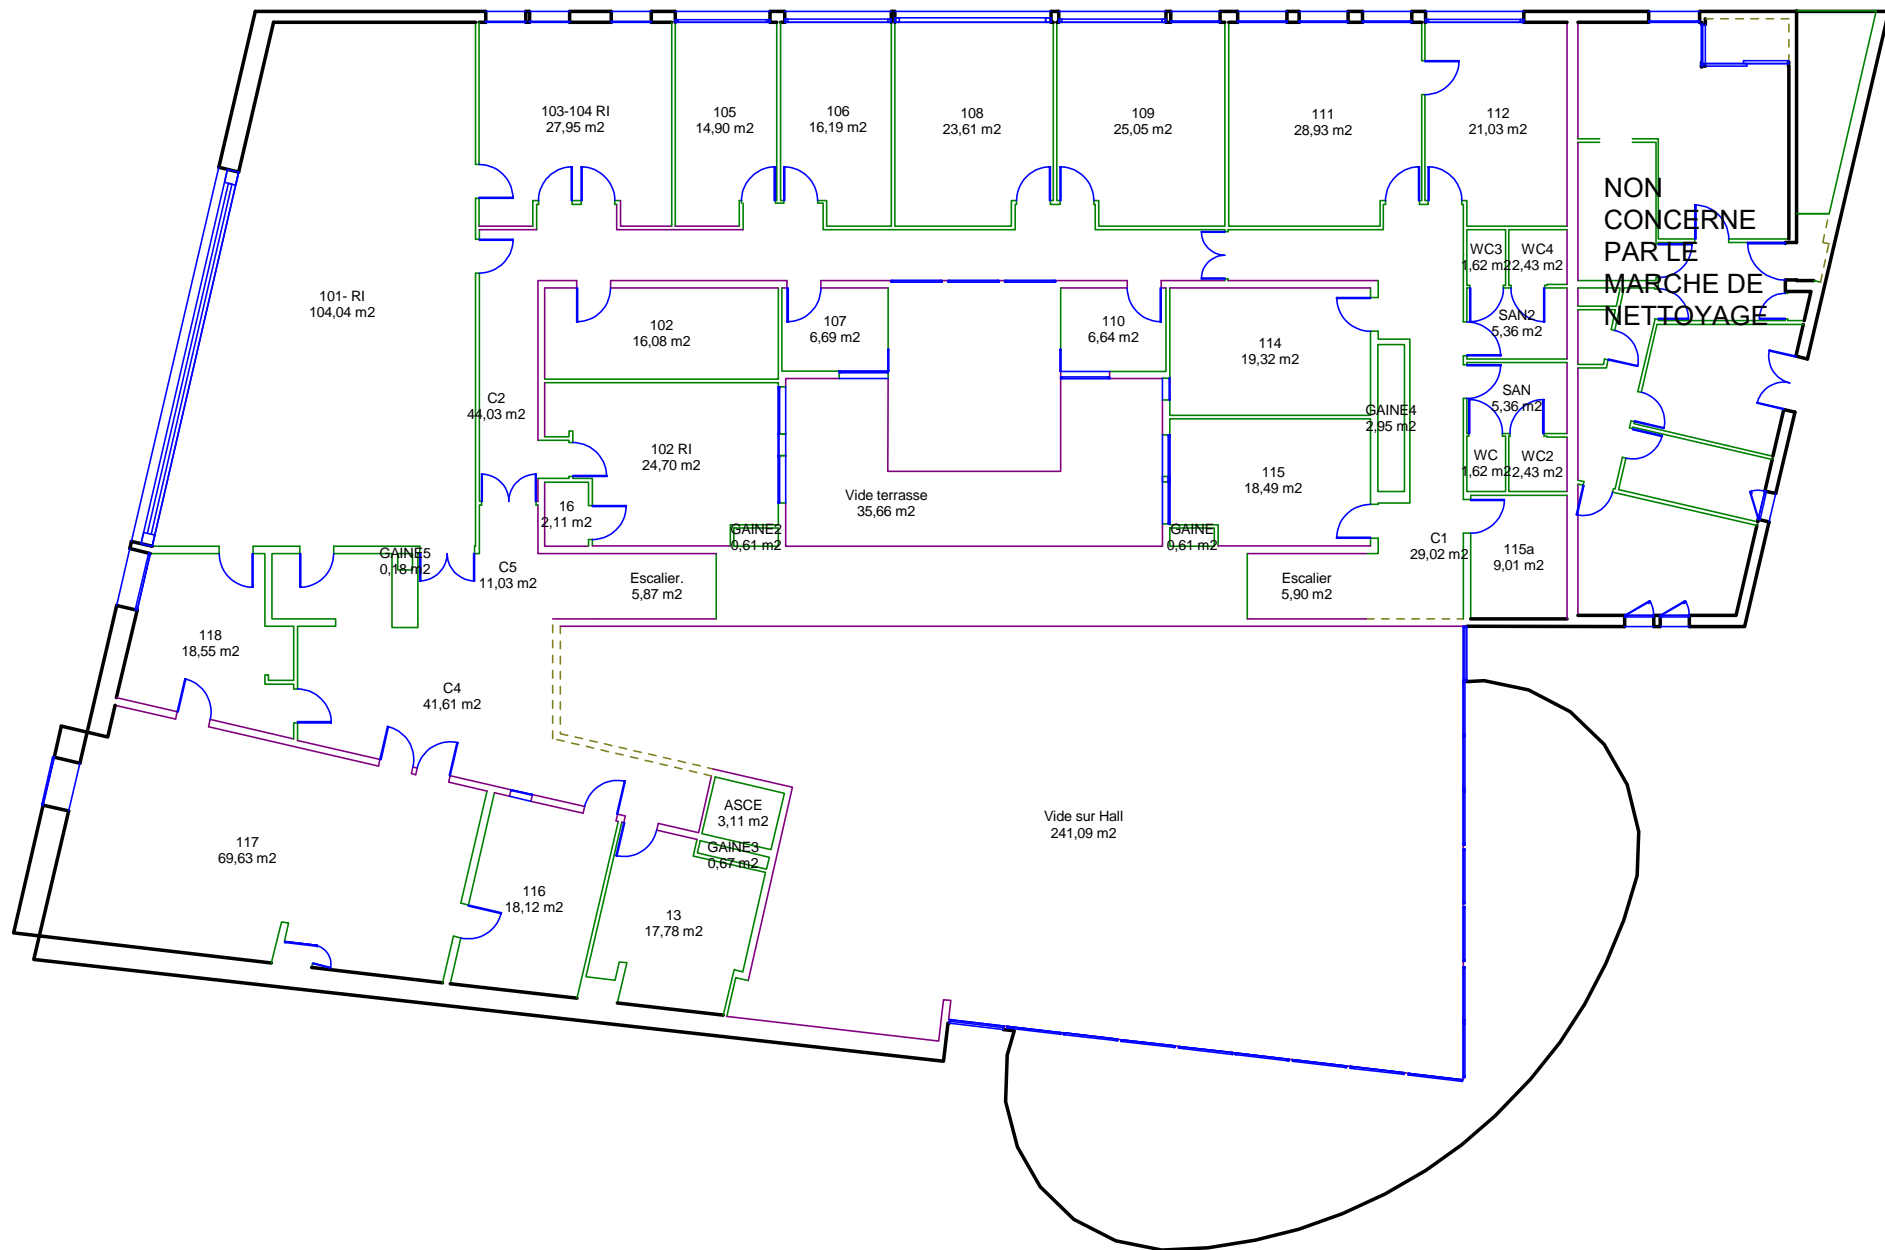 103-104 RI
27,95 m2
105
14,90 m2
106
16,19 m2
108
23,61 m2
109
25,05 m2
111
28,93 m2
112
21,03 m2
NON
CONCERNE
PAR LE
MARCHE DE
NETTOYAGE
WC3
1,62 m2
WC4
2,43 m2
101- RI
104,04 m2
102
16,08 m2
107
6,69 m2
110
6,64 m2
114
19,32 m2
SAN2
5,36 m2
C2
44,03 m2
GAINE4
2,95 m2
SAN
5,36 m2
102 RI
24,70 m2
115
18,49 m2
WC
1,62 m2
WC2
2,43 m2
Vide terrasse
35,66 m2
16
2,11 m2
GAINE2
0,61 m2
GAINE
0,61 m2
C1
29,02 m2
115a
9,01 m2
GAINE5
0,18 m2
C5
11,03 m2
Escalier.
5,87 m2
Escalier
5,90 m2
118
18,55 m2
C4
41,61 m2
ASCE
3,11 m2
Vide sur Hall
241,09 m2
117
69,63 m2
GAINE3
0,67 m2
116
18,12 m2
13
17,78 m2